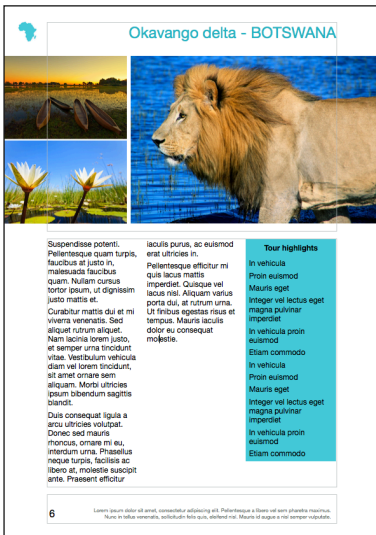 Okavango delta - BOTSWANA
Suspendisse potenti.
Pellentesque quam turpis,
faucibus at justo in,
malesuada faucibus
quam. Nullam cursus
tortor ipsum, ut dignissim
justo mattis et.
Curabitur mattis dui et mi
viverra venenatis. Sed
aliquet rutrum aliquet.
Nam lacinia lorem justo,
et semper urna tincidunt
vitae. Vestibulum vehicula
diam vel lorem tincidunt,
sit amet ornare sem
aliquam. Morbi ultricies
ipsum bibendum sagittis
blandit.
Duis consequat ligula a
arcu ultricies volutpat.
Donec sed mauris
rhoncus, ornare mi eu,
interdum urna. Phasellus
neque turpis, facilisis ac
libero at, molestie suscipit
ante. Praesent efficitur
iaculis purus, ac euismod
erat ultricies in.
Pellentesque efficitur mi
quis lacus mattis
imperdiet. Quisque vel
lacus nisl. Aliquam varius
porta dui, at rutrum urna.
Ut finibus egestas risus et
tempus. Mauris iaculis
dolor eu consequat
molestie.
Tour highlights
In vehicula
Proin euismod
Mauris eget
Integer vel lectus eget
magna pulvinar
imperdiet
In vehicula proin
euismod
Etiam commodo
In vehicula
Proin euismod
Mauris eget
Integer vel lectus eget
magna pulvinar
imperdiet
In vehicula proin
euismod
Etiam commodo
6
Lorem ipsum dolor sit amet, consectetur adipiscing elit. Pellentesque a libero vel sem pharetra maximus.
Nunc in tellus venenatis, sollicitudin felis quis, eleifend nisl. Mauris id augue a nisl semper vulputate.